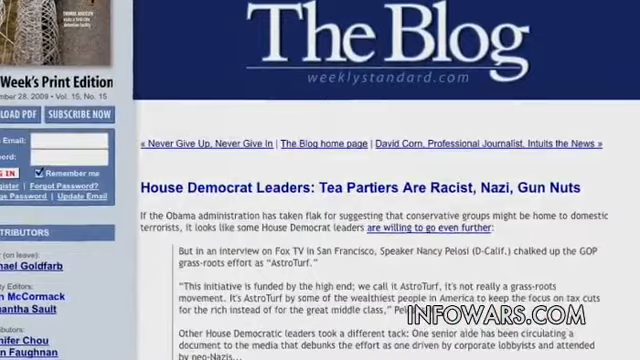 The Blog
weeklystandard.com
Week's Print Edition
mber 28, 2009 • Vol. 15, No. 15
LOAD PDF
SUBSCRIBE NOW
Email:
word:
G IN
Remember me
gister | Forgot Password?
ge Password | Update Email
TRIBUTORS
(on leave):
hael Goldfarb
y Editors:
n McCormack
mantha Sault
nifer Chou
n Faughnan
« Never Give Up, Never Give In | The Blog home page | David Corn, Professional Journalist, Intuits the News »
House Democrat Leaders: Tea Partiers Are Racist, Nazi, Gun Nuts
If the Obama administration has taken flak for suggesting that conservative groups might be home to domestic
terrorists, it looks like some House Democrat leaders are willing to go even further:
But in an interview on Fox TV in San Francisco, Speaker Nancy Pelosi (D-Calif.) chalked up the GOP
grass-roots effort as “AstroTurf.”
“This initiative is funded by the high end; we call it AstroTurf, it's not really a grass-roots
movement. It's AstroTurf by some of the wealthiest people in America to keep the focus on tax cuts
for the rich instead of for the great middle class,” Pel
INFOWARS.COM
Other House Democratic leaders took a different tack: One senior aide has been circulating a
document to the media that debunks the effort as one driven by corporate lobbyists and attended
by neo-Nazis...